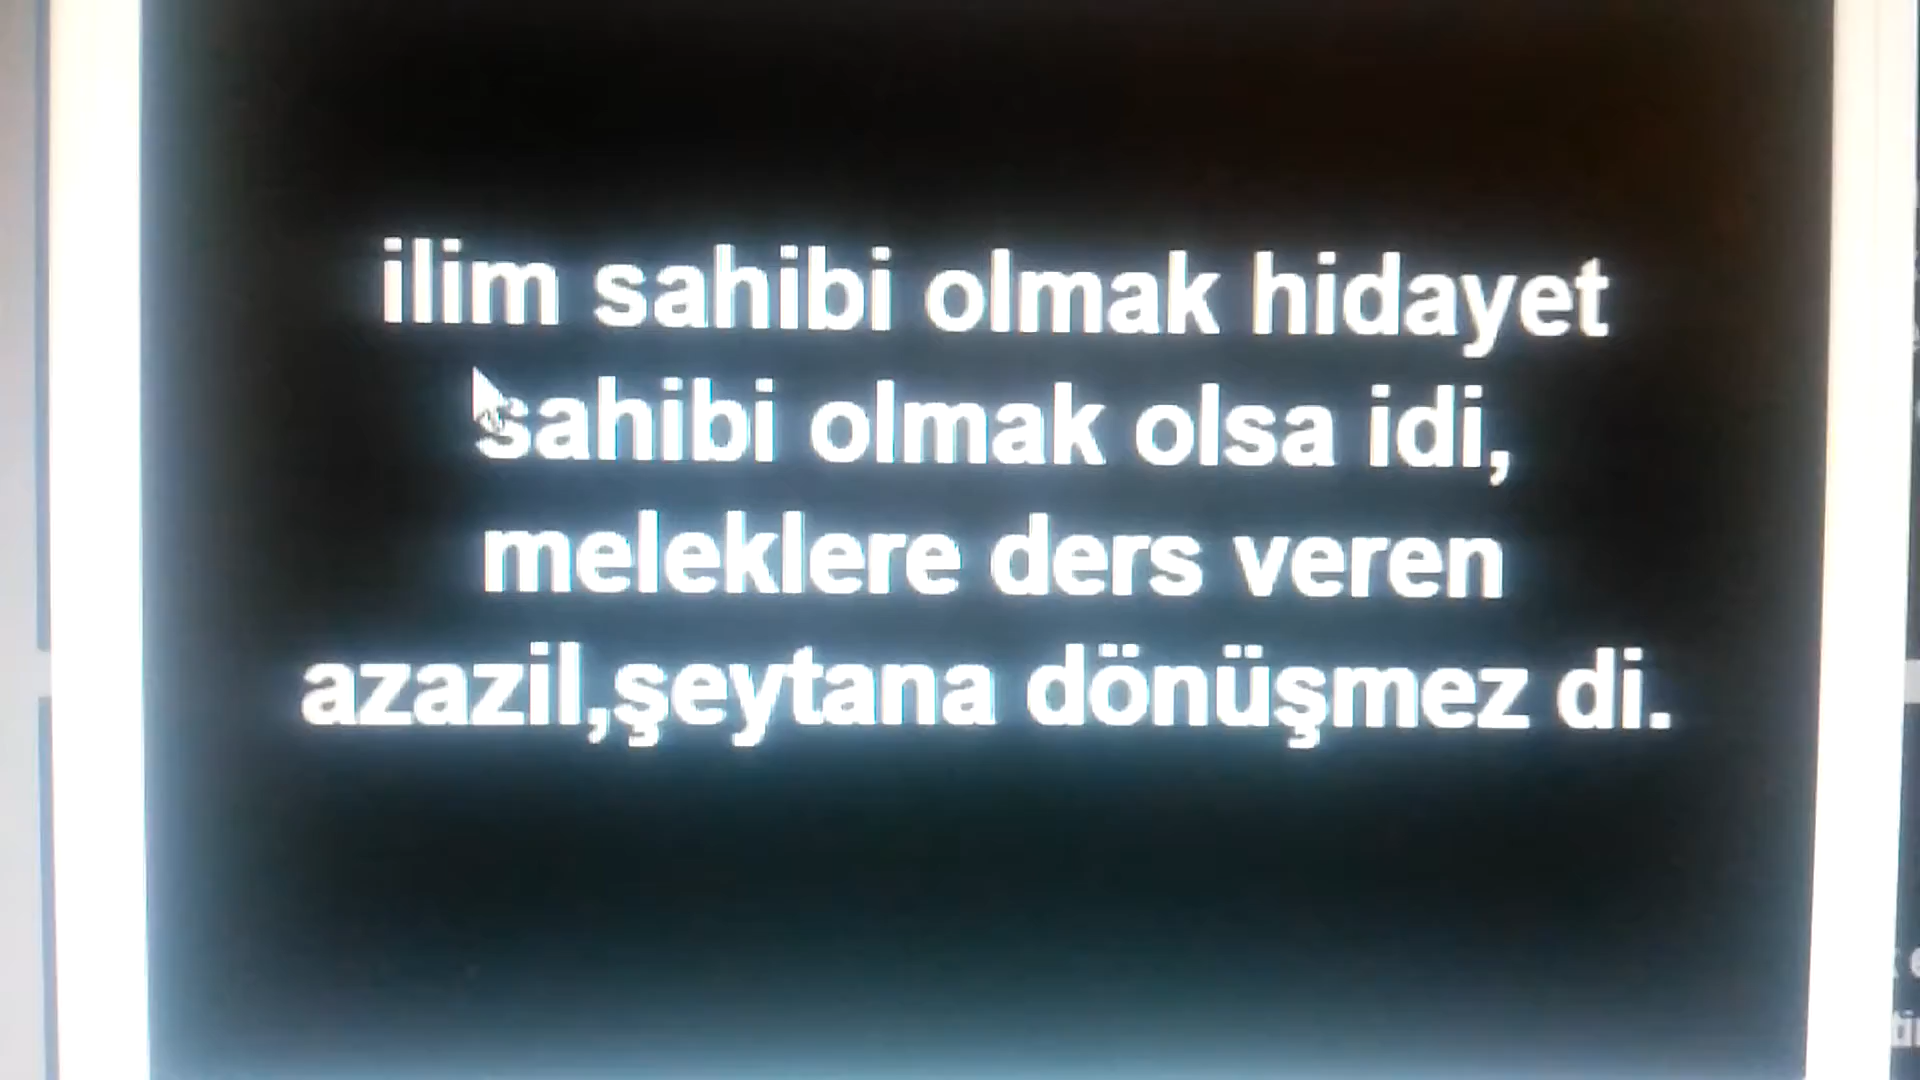 ilim sahibi olmak hidayet
sahibi olmak olsa idi,
meleklere ders veren
azazil,şeytana dönüşmez di.